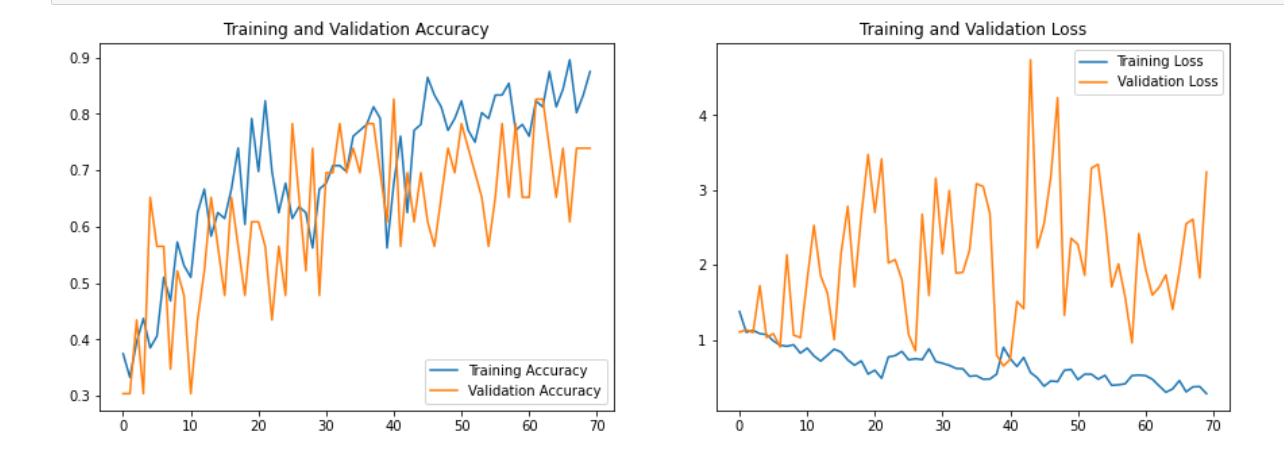 Training and Validation Accuracy
0.9
0.8
0.7
0.6
0.5
0.4
0.3
Training Accuracy
Validation Accuracy
0 10 20 30 40 50 60 70
Training and Validation Loss
Training Loss
Validation Loss
4
3
2
1
0 10 20 30 40 50 60 70